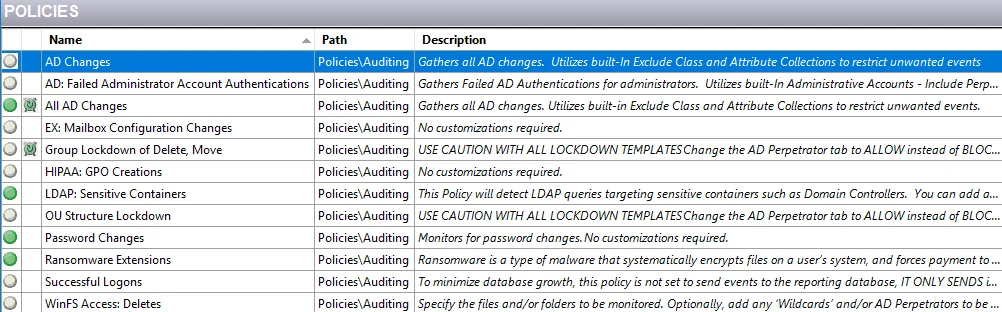 POLICIES
Name Path Description
AD Changes Policies\Auditing Gathers all AD changes.  Utilizes built-In Exclude Class and Attribute Collections to restrict unwanted events
AD: Failed Administrator Account Authentications Policies\Auditing Gathers Failed AD Authentications for administrators.  Utilizes built-in Administrative Accounts - Include Perp...
All AD Changes Policies\Auditing Gathers all AD changes. Utilizes built-in Exclude Class and Attribute Collections to restrict unwanted events.
EX: Mailbox Configuration Changes Policies\Auditing No customizations required.
Group Lockdown of Delete, Move Policies\Auditing USE CAUTION WITH ALL LOCKDOWN TEMPLATESChange the AD Perpetrator tab to ALLOW instead of BLOC...
HIPAA: GPO Creations Policies\Auditing No customizations required.
LDAP: Sensitive Containers Policies\Auditing This Policy will detect LDAP queries targeting sensitive containers such as Domain Controllers.  You can add a...
OU Structure Lockdown Policies\Auditing USE CAUTION WITH ALL LOCKDOWN TEMPLATESChange the AD Perpetrator tab to ALLOW instead of BLOC...
Password Changes Policies\Auditing Monitors for password changes.No customizations required.
Ransomware Extensions Policies\Auditing Ransomware is a type of malware that systematically encrypts files on a user's system, and forces payment to ...
Successful Logons Policies\Auditing To minimize database growth, this policy is not set to send events to the reporting database, IT ONLY SENDS i...
WinFS Access: Deletes Policies\Auditing Specify the files and/or folders to be monitored. Optionally, add any 'Wildcards' and/or AD Perpetrators to be ...